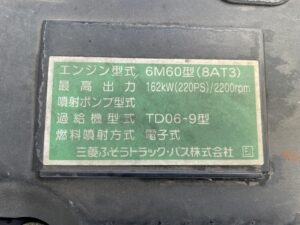 エンジン型式 6M60型(8AT3)
最高出力 162kW(220PS)/2200rpm
噴射ポンプ型式
過給機型式 TD06-9型
燃料噴射方式 電子式
三菱ふそうトラック・バス株式会社